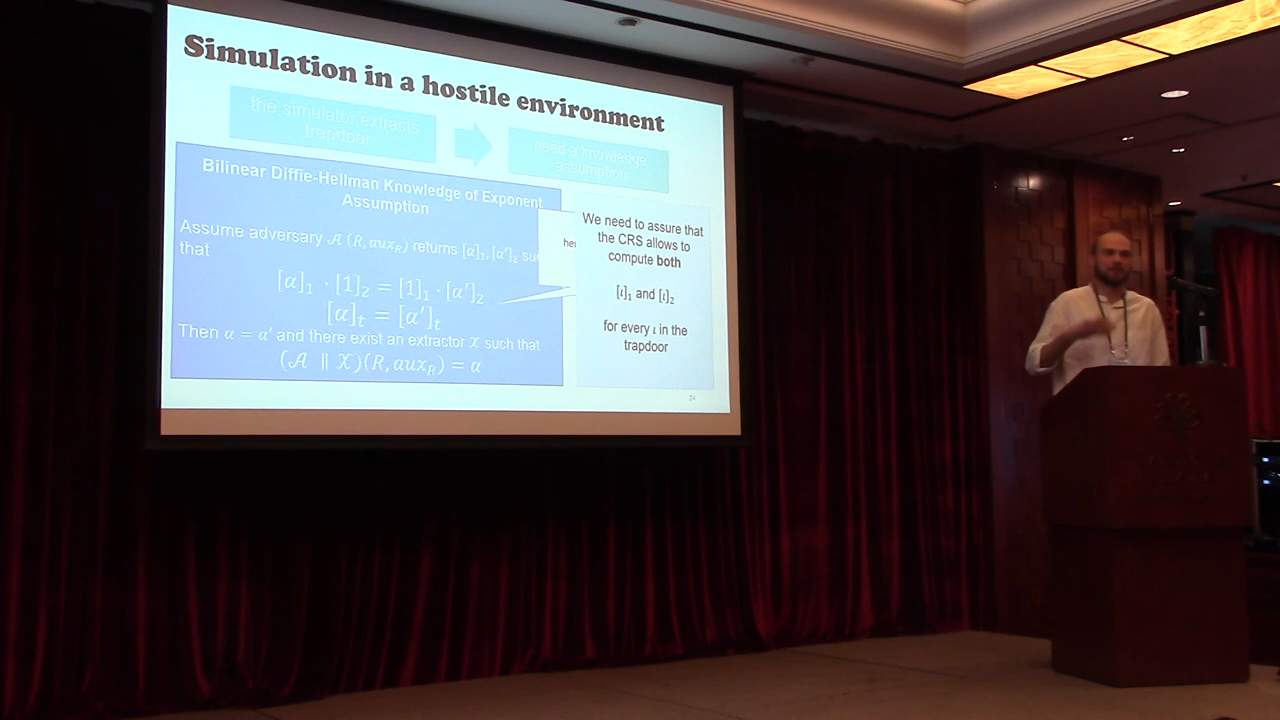 Simulation in a hostile environment
the simulator extracts
trapdoor
need a knowledge
assumption
Bilinear Diffie-Hellman Knowledge of Exponent
Assumption
Assume adversary 𝒜 (R, aux_R) returns [α]₁, [α′]₂ su
that
[α]₁ · [1]₂ = [1]₁ · [α′]₂
[α]_t = [α′]_t
Then α = α′ and there exist an extractor 𝒳 such that
(𝒜 ∥ 𝒳)(R, aux_R) = α
her
We need to assure that
the CRS allows to
compute both
[ι]₁ and [ι]₂
for every ι in the
trapdoor
24